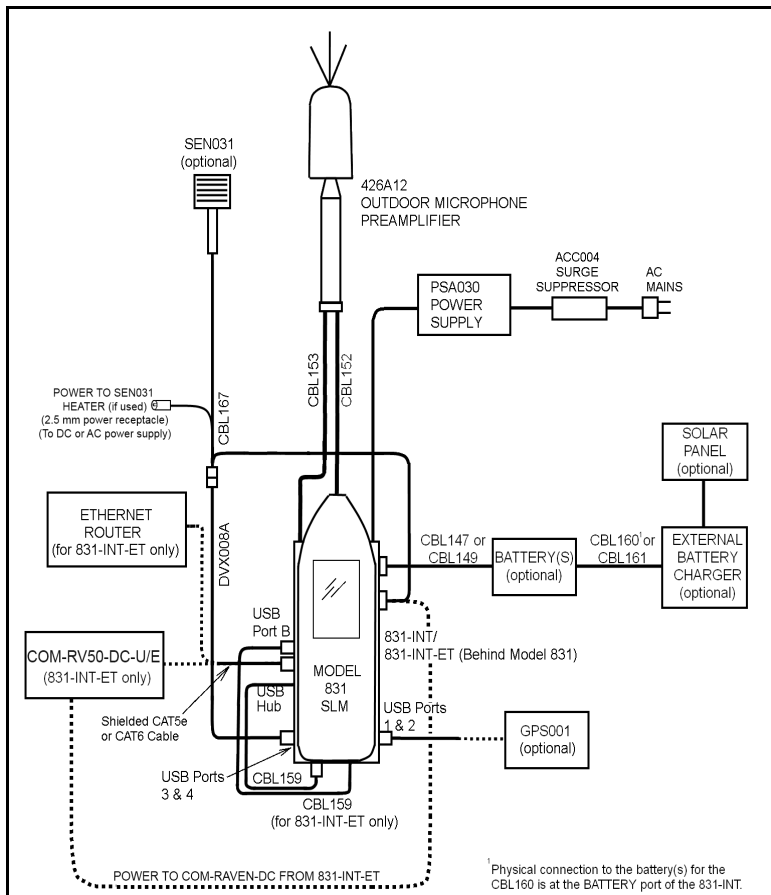 SEN031
(optional)
426A12
OUTDOOR MICROPHONE
PREAMPLIFIER
ACC004
SURGE
SUPPRESSOR
AC
MAINS
PSA030
POWER
SUPPLY
CBL153
CBL152
CBL167
POWER TO SEN031
HEATER (if used)
(2.5 mm power receptacle)
(To DC or AC power supply)
SOLAR
PANEL
(optional)
ETHERNET
ROUTER
(for 831-INT-ET only)
DVX008A
CBL147 or
CBL149
BATTERY(S)
(optional)
CBL160¹ or
CBL161
EXTERNAL
BATTERY
CHARGER
(optional)
USB
Port B
831-INT/
831-INT-ET (Behind Model 831)
COM-RV50-DC-U/E
(831-INT-ET only)
MODEL
831
SLM
USB
Hub
Shielded CAT5e
or CAT6 Cable
USB Ports
1 & 2
GPS001
(optional)
USB Ports
3 & 4
CBL159
CBL159
(for 831-INT-ET only)
POWER TO COM-RAVEN-DC FROM 831-INT-ET
¹Physical connection to the battery(s) for the
CBL160 is at the BATTERY port of the 831-INT.